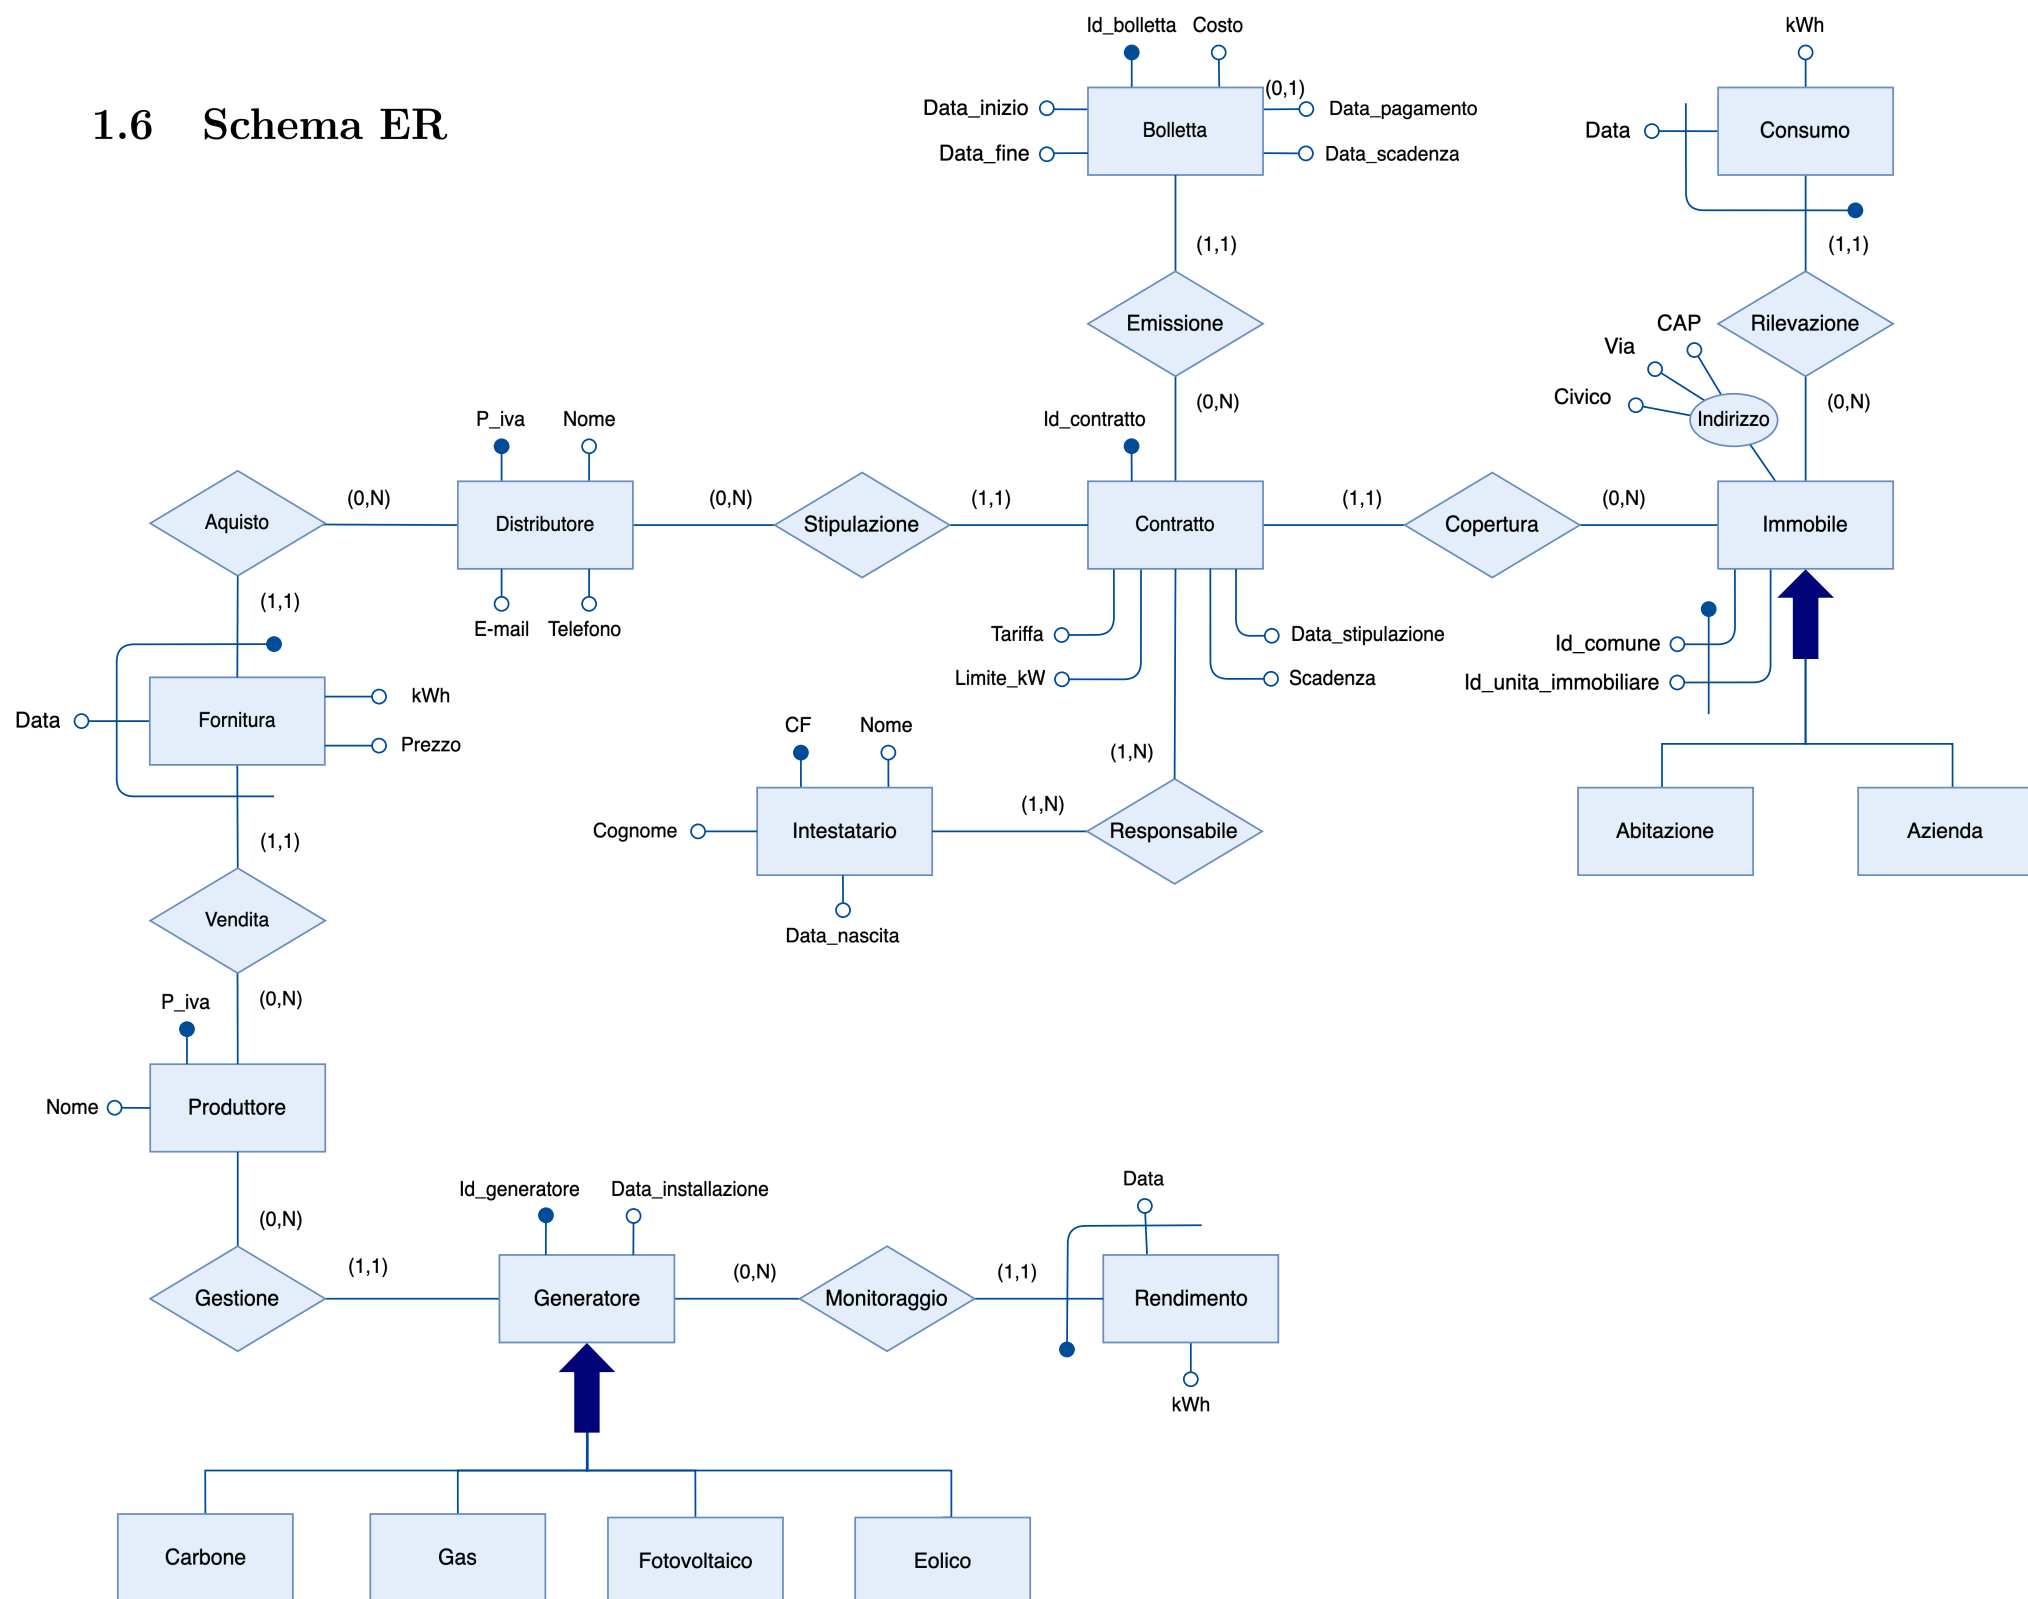 Id_bolletta Costo kWh
(0,1)
Data_inizio Data_pagamento
1.6 Schema ER
Bolletta Data Consumo
Data_fine Data_scadenza
(1,1) (1,1)
Emissione CAP Rilevazione
Via
Civico
(0,N) (0,N)
P_iva Nome Id_contratto Indirizzo
(0,N) (0,N) (1,1) (1,1) (0,N)
Aquisto Distributore Stipulazione Contratto Copertura Immobile
(1,1)
E-mail Telefono Tariffa Data_stipulazione Id_comune
Limite_kW Scadenza Id_unita_immobiliare
kWh
Data Fornitura CF Nome
Prezzo (1,N)
(1,N)
Cognome Intestatario Responsabile Abitazione Azienda
(1,1)
Vendita Data_nascita
P_iva (0,N)
Nome Produttore
Id_generatore Data_installazione Data
(0,N)
(1,1) (0,N) (1,1)
Gestione Generatore Monitoraggio Rendimento
kWh
Carbone Gas Fotovoltaico Eolico